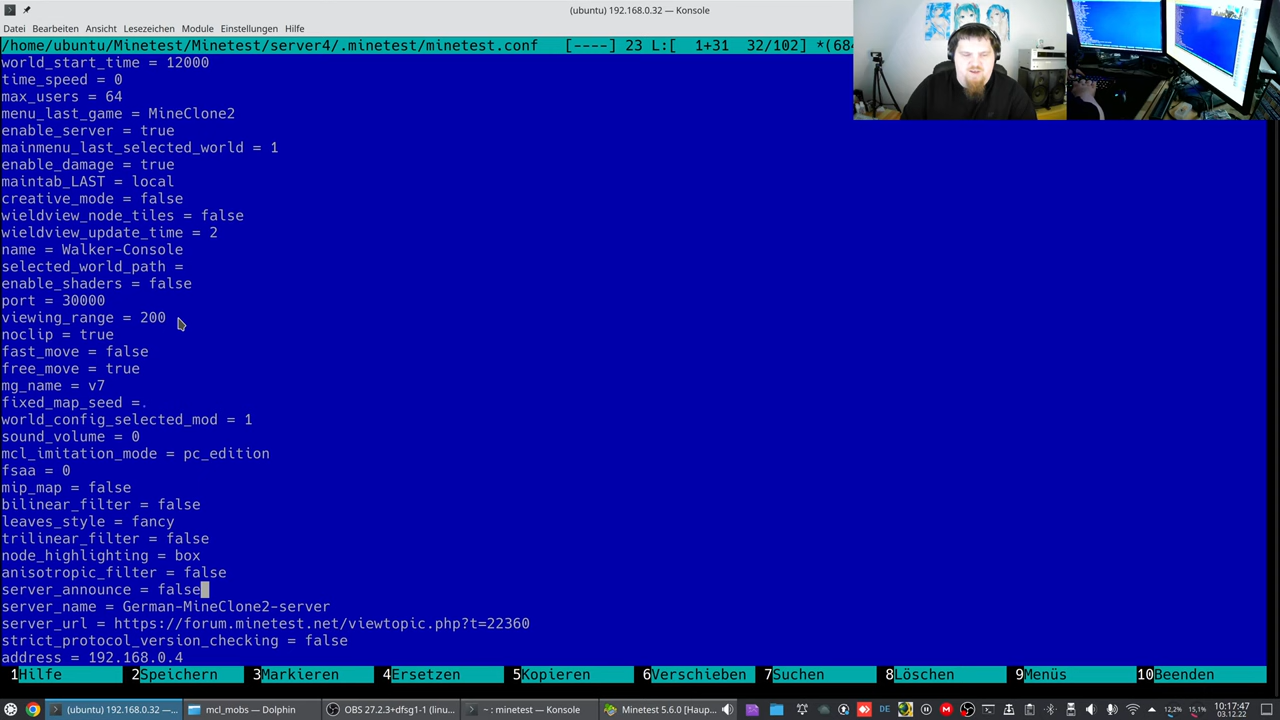 (ubuntu) 192.168.0.32 — Konsole
Datei Bearbeiten Ansicht Lesezeichen Module Einstellungen Hilfe
/home/ubuntu/Minetest/Minetest/server4/.minetest/minetest.conf [----] 23 L:[ 1+31 32/102] *(684
world_start_time = 12000
time_speed = 0
max_users = 64
menu_last_game = MineClone2
enable_server = true
mainmenu_last_selected_world = 1
enable_damage = true
maintab_LAST = local
creative_mode = false
wieldview_node_tiles = false
wieldview_update_time = 2
name = Walker-Console
selected_world_path =
enable_shaders = false
port = 30000
viewing_range = 200
noclip = true
fast_move = false
free_move = true
mg_name = v7
fixed_map_seed =.
world_config_selected_mod = 1
sound_volume = 0
mcl_imitation_mode = pc_edition
fsaa = 0
mip_map = false
bilinear_filter = false
leaves_style = fancy
trilinear_filter = false
node_highlighting = box
anisotropic_filter = false
server_announce = false
server_name = German-MineClone2-server
server_url = https://forum.minetest.net/viewtopic.php?t=22360
strict_protocol_version_checking = false
address = 192.168.0.4
1Hilfe 2Speichern 3Markieren 4Ersetzen 5Kopieren 6Verschieben 7Suchen 8Löschen 9Menüs 10Beenden
(ubuntu) 192.168.0.32 —... mcl_mobs — Dolphin OBS 27.2.3+dfsg1-1 (linu... ~ : minetest — Konsole Minetest 5.6.0 [Haup... DE 12,2% 15,1% 10:17:47
03.12.22